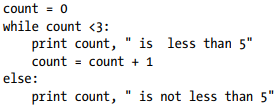 count = 0
while count <3:
    print count, " is  less than 5"
    count = count + 1
else:
    print count, " is not less than 5"